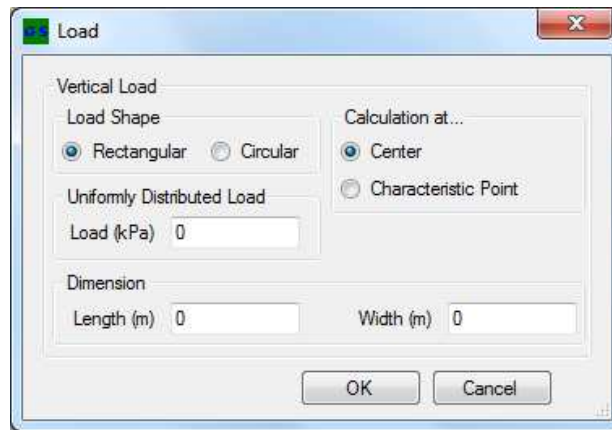 Load
Vertical Load
Load Shape
Rectangular Circular
Calculation at...
Center
Characteristic Point
Uniformly Distributed Load
Load (kPa) 0
Dimension
Length (m) 0 Width (m) 0
OK Cancel